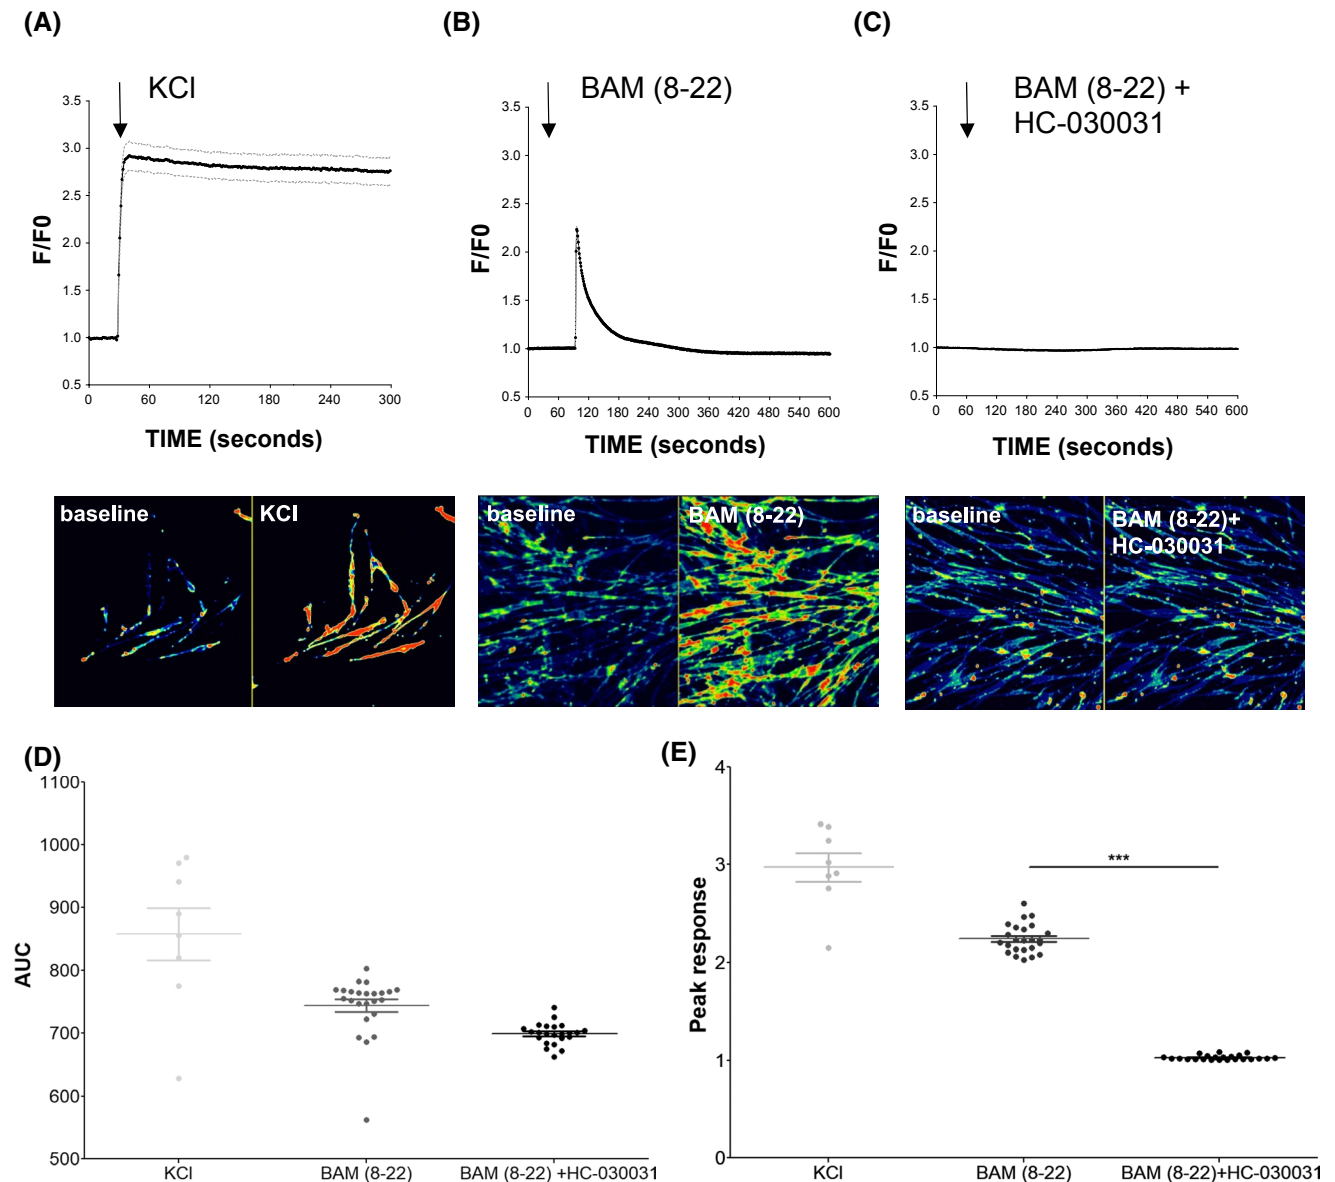 (A)
(B)
(C)
KCl
BAM (8-22)
BAM (8-22) +
HC-030031
3.5
3.0
2.5
2.0
1.5
1.0
0.5
F/F0
0 60 120 180 240 300
TIME (seconds)
3.5
3.0
2.5
2.0
1.5
1.0
0.5
F/F0
0 60 120 180 240 300 360 420 480 540 600
TIME (seconds)
3.5
3.0
2.5
2.0
1.5
1.0
0.5
F/F0
0 60 120 180 240 300 360 420 480 540 600
TIME (seconds)
baseline
KCl
baseline
BAM (8-22)
baseline
BAM (8-22)+
HC-030031
(D)
1100
1000
900
800
700
600
500
AUC
KCl
BAM (8-22)
BAM (8-22) +HC-030031
(E)
4
3
2
1
0
Peak response
***
KCl
BAM (8-22)
BAM (8-22)+HC-030031